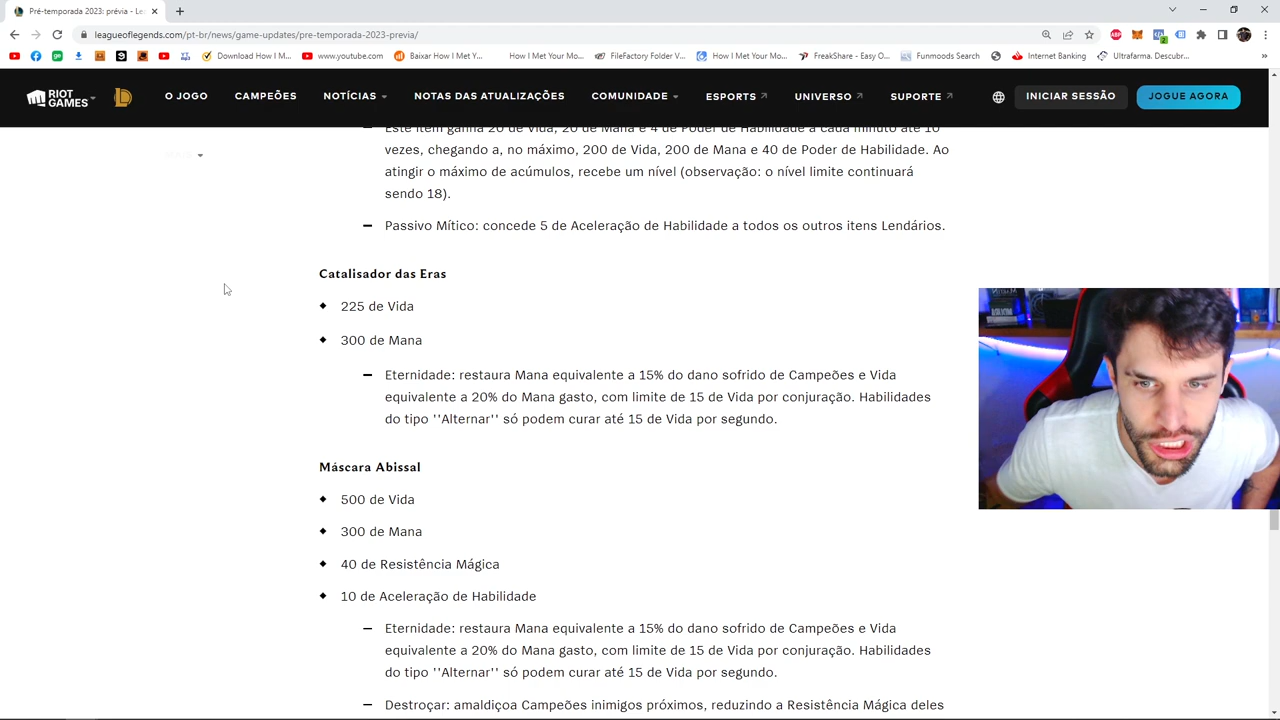 Pré-temporada 2023: prévia - Le
leagueoflegends.com/pt-br/news/game-updates/pre-temporada-2023-previa/
Download How I M... www.youtube.com Baixar How I Met Y... How I Met Your Mo... FileFactory Folder V... How I Met Your Mo... FreakShare - Easy O... Funmoods Search Internet Banking Ultrafarma. Descubr...
RIOT GAMES O JOGO CAMPEÕES NOTÍCIAS NOTAS DAS ATUALIZAÇÕES COMUNIDADE ESPORTS UNIVERSO SUPORTE INICIAR SESSÃO JOGUE AGORA
Este item ganha 20 de Vida, 20 de Mana e 4 de Poder de Habilidade a cada minuto até 10
vezes, chegando a, no máximo, 200 de Vida, 200 de Mana e 40 de Poder de Habilidade. Ao
atingir o máximo de acúmulos, recebe um nível (observação: o nível limite continuará
sendo 18).
Passivo Mítico: concede 5 de Aceleração de Habilidade a todos os outros itens Lendários.
Catalisador das Eras
225 de Vida
300 de Mana
Eternidade: restaura Mana equivalente a 15% do dano sofrido de Campeões e Vida
equivalente a 20% do Mana gasto, com limite de 15 de Vida por conjuração. Habilidades
do tipo ''Alternar'' só podem curar até 15 de Vida por segundo.
Máscara Abissal
500 de Vida
300 de Mana
40 de Resistência Mágica
10 de Aceleração de Habilidade
Eternidade: restaura Mana equivalente a 15% do dano sofrido de Campeões e Vida
equivalente a 20% do Mana gasto, com limite de 15 de Vida por conjuração. Habilidades
do tipo ''Alternar'' só podem curar até 15 de Vida por segundo.
Destroçar: amaldiçoa Campeões inimigos próximos, reduzindo a Resistência Mágica deles